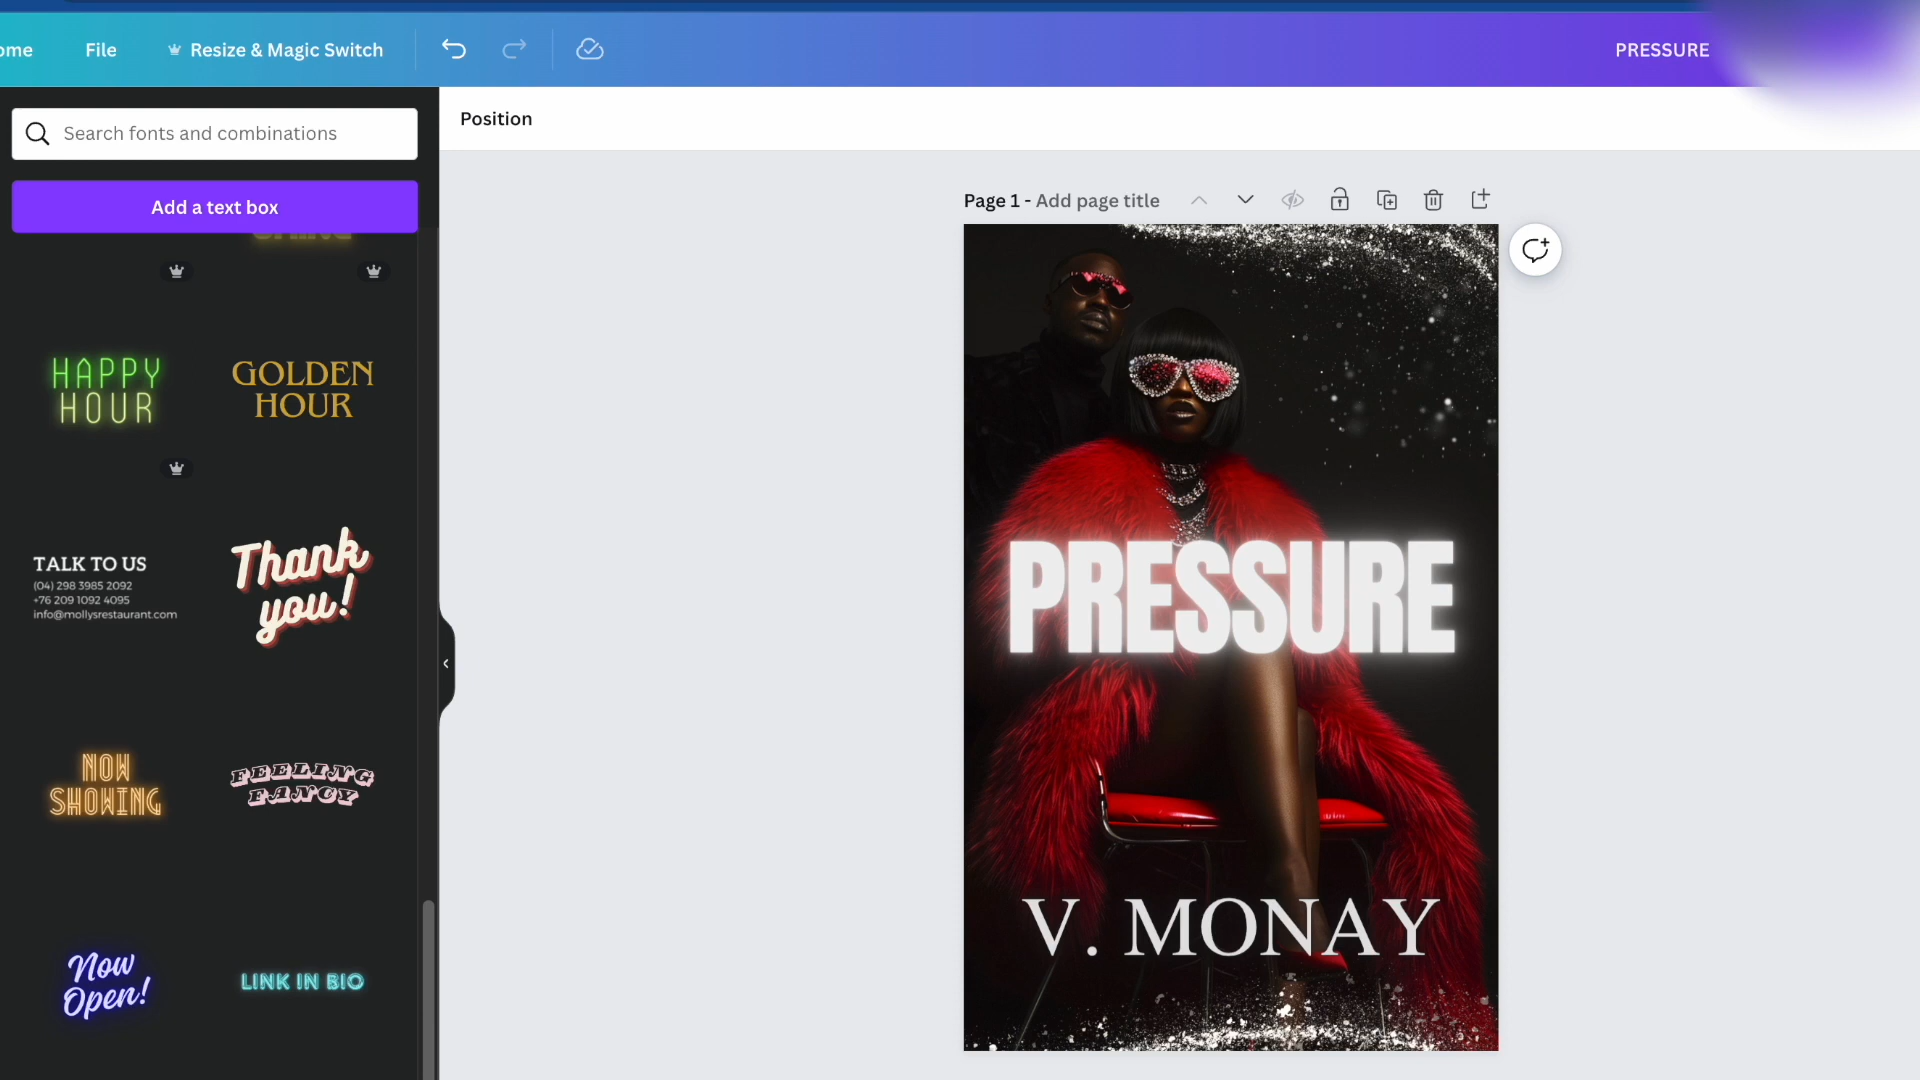 ome File Resize & Magic Switch PRESSURE
Search fonts and combinations
Position
Add a text box
Page 1 - Add page title
HAPPY
HOUR
GOLDEN
HOUR
TALK TO US
(04) 298 3985 2092
+76 209 1092 4095
info@mollysrestaurant.com
Thank
you!
NOW
SHOWING
FEELING
FANCY
Now
Open!
LINK IN BIO
PRESSURE
V. MONAY